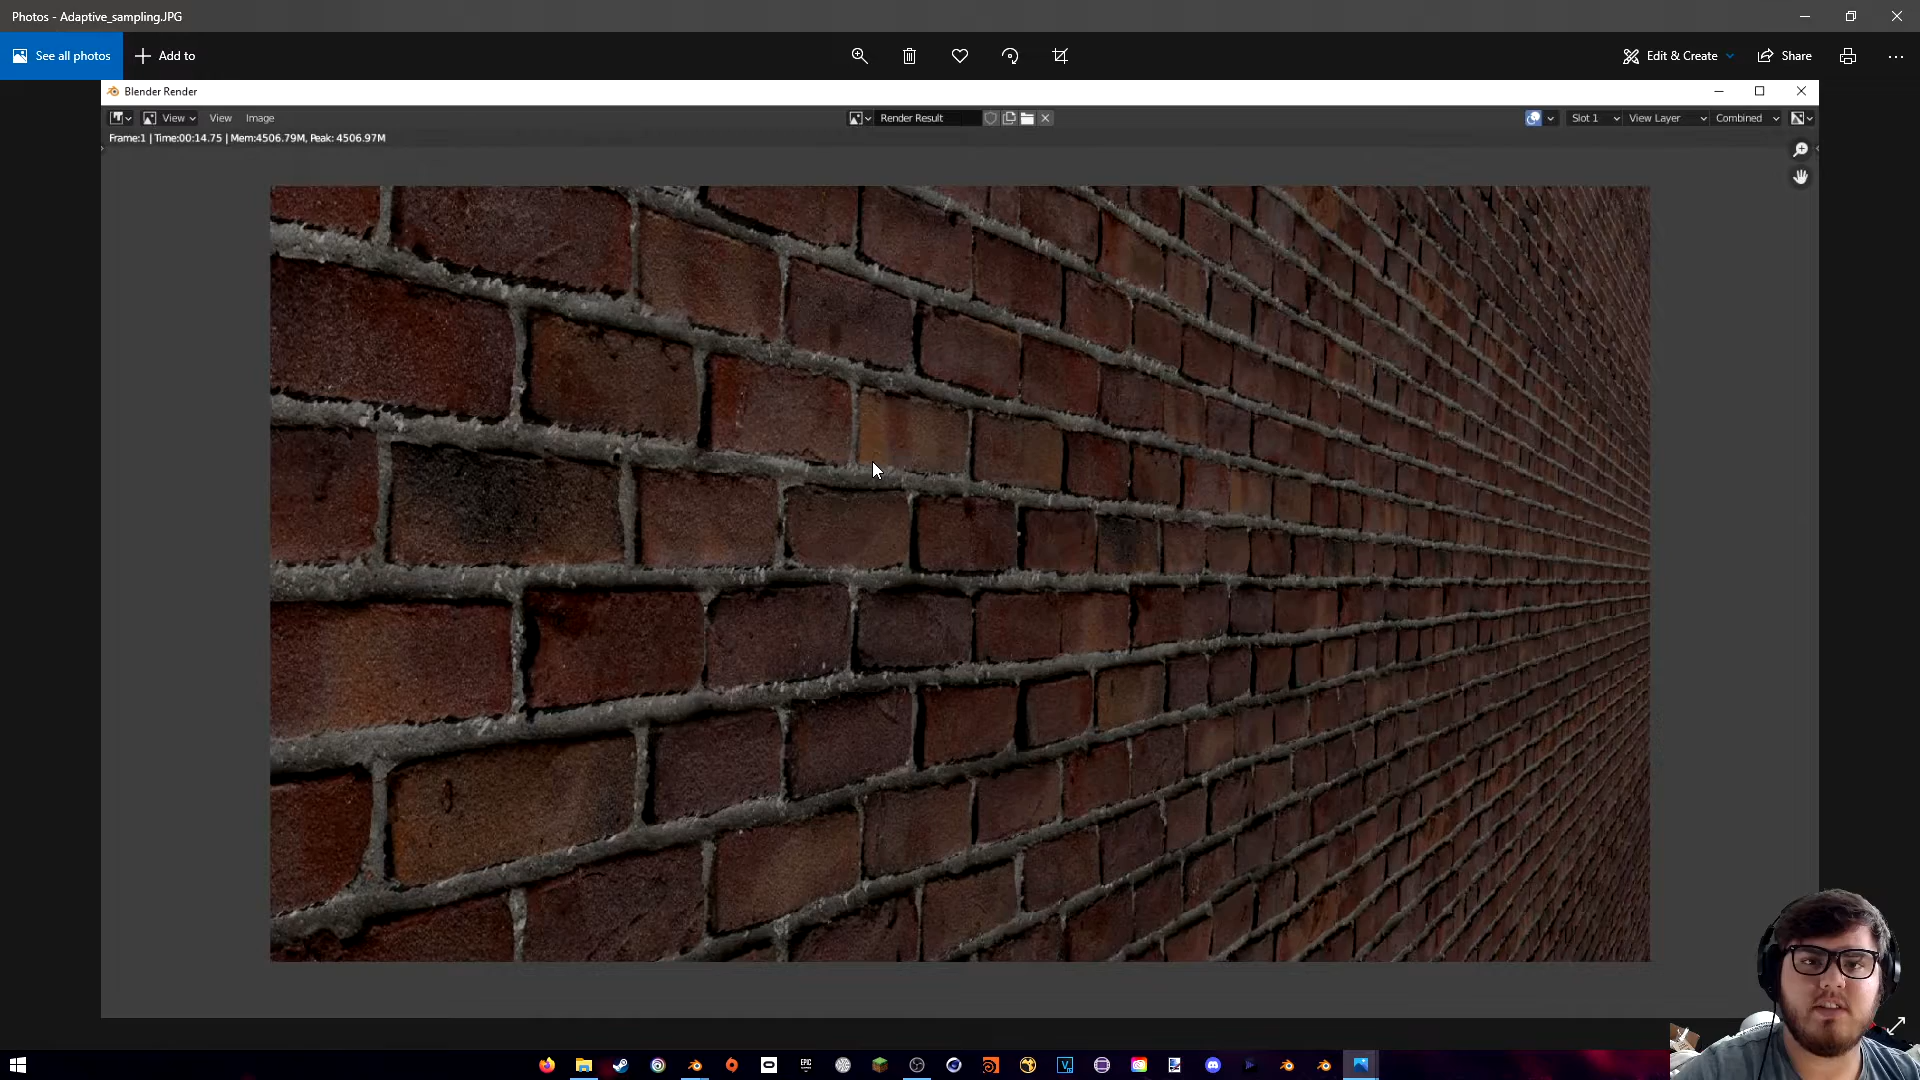 Photos - Adaptive_sampling.JPG
See all photos
Add to
Edit & Create
Share
Blender Render
View
View
Image
Render Result
Slot 1
View Layer
Combined
Frame:1 | Time:00:14.75 | Mem:4506.79M, Peak: 4506.97M
EPIC